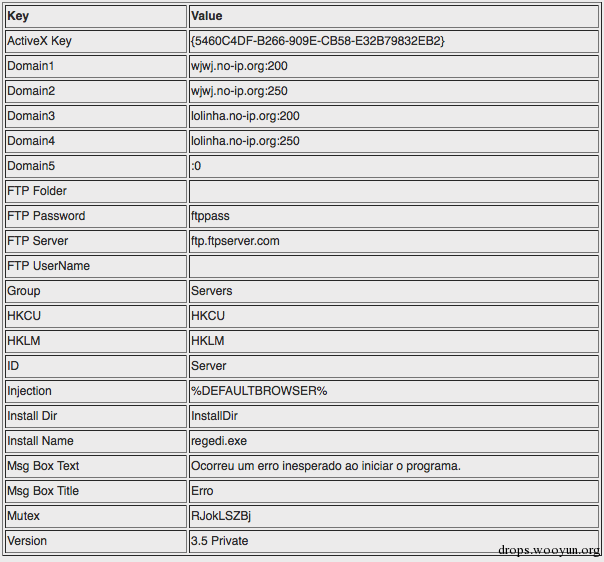 Key Value
ActiveX Key {5460C4DF-B266-909E-CB58-E32B79832EB2}
Domain1 wjwj.no-ip.org:200
Domain2 wjwj.no-ip.org:250
Domain3 lolinha.no-ip.org:200
Domain4 lolinha.no-ip.org:250
Domain5 :0
FTP Folder
FTP Password ftppass
FTP Server ftp.ftpserver.com
FTP UserName
Group Servers
HKCU HKCU
HKLM HKLM
ID Server
Injection %DEFAULTBROWSER%
Install Dir InstallDir
Install Name regedi.exe
Msg Box Text Ocorreu um erro inesperado ao iniciar o programa.
Msg Box Title Erro
Mutex RJokLSZBj
Version 3.5 Private
drops.wooyun.org